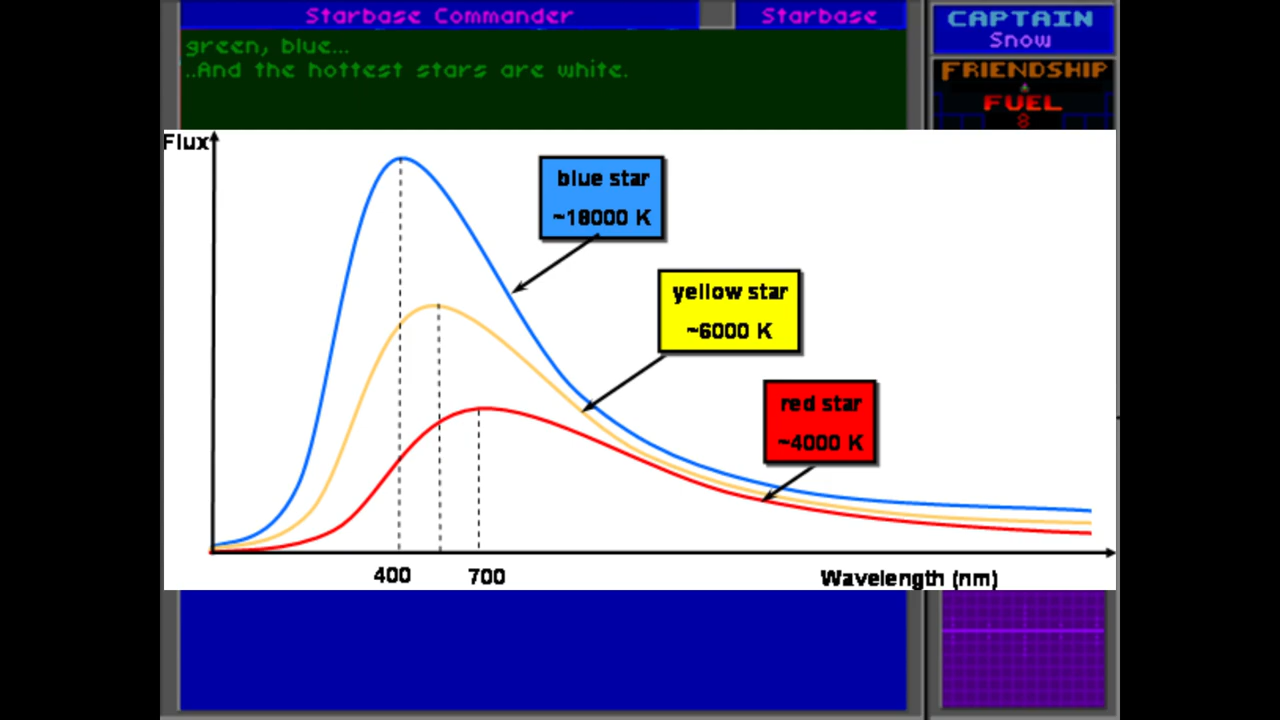 Starbase Commander
Starbase
CAPTAIN
Snow
green, blue...
..And the hottest stars are white.
FRIENDSHIP
FUEL
Flux
blue star
~18000 K
yellow star
~6000 K
red star
~4000 K
400
700
Wavelength (nm)